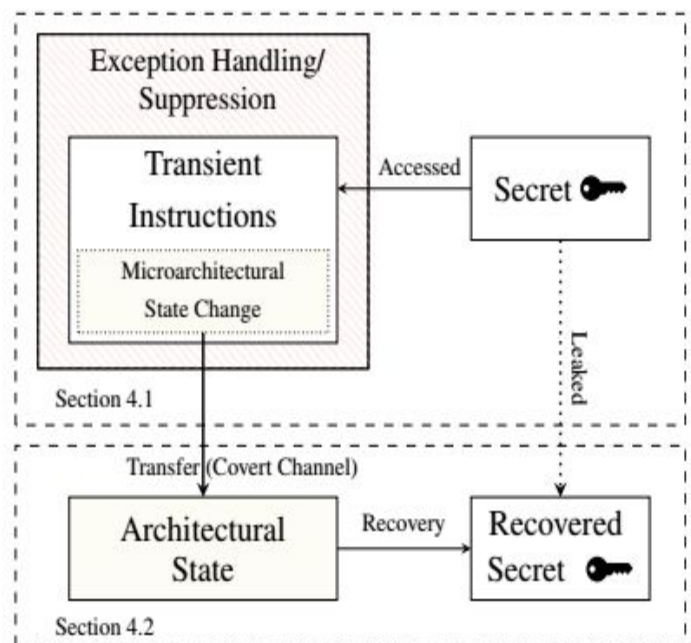 Exception Handling/
Suppression
Transient
Instructions
Microarchitectural
State Change
Accessed
Secret
Leaked
Section 4.1
Transfer (Covert Channel)
Architectural
State
Recovery
Recovered
Secret
Section 4.2